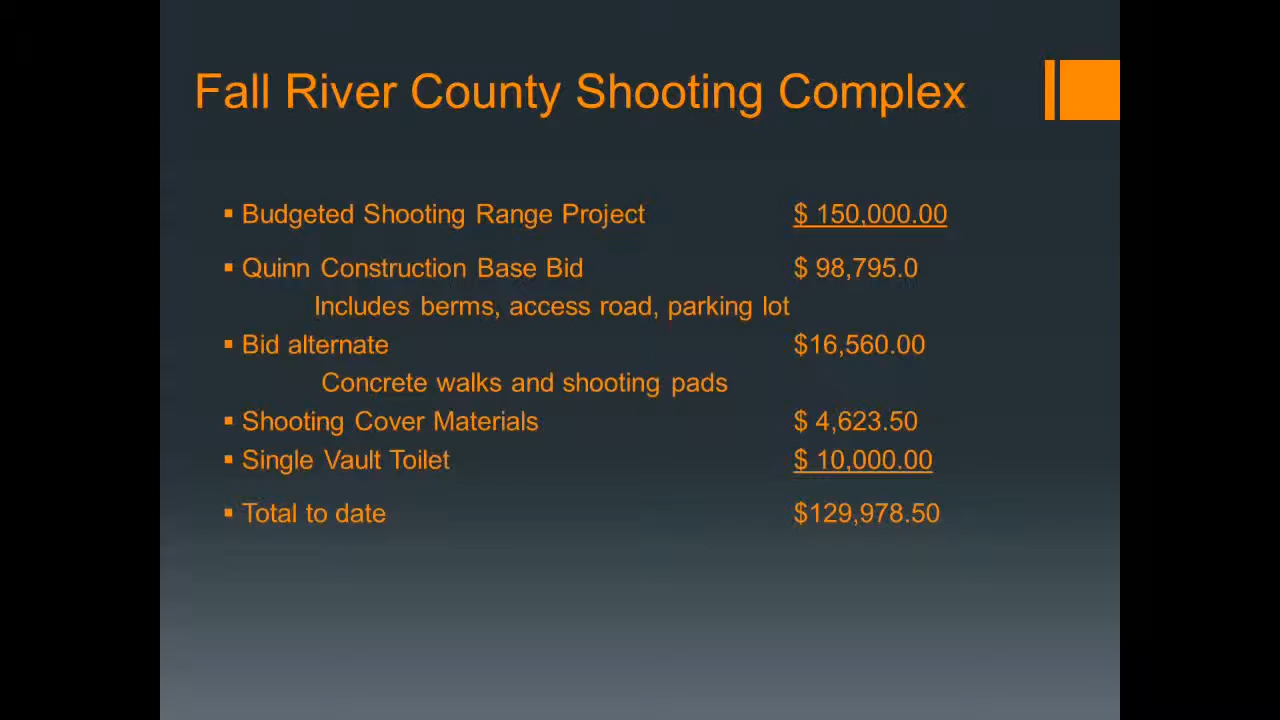 Fall River County Shooting Complex
▪ Budgeted Shooting Range Project $ 150,000.00
▪ Quinn Construction Base Bid $ 98,795.0
Includes berms, access road, parking lot
▪ Bid alternate $16,560.00
Concrete walks and shooting pads
▪ Shooting Cover Materials $ 4,623.50
▪ Single Vault Toilet $ 10,000.00
▪ Total to date $129,978.50